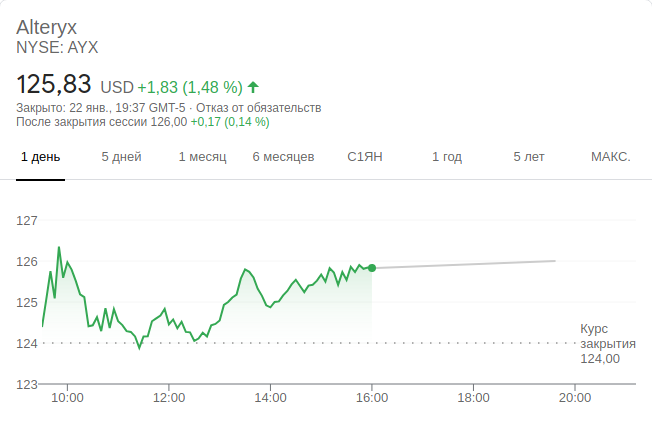 Alteryx
NYSE: AYX
125,83 USD +1,83 (1,48 %)
Закрыто: 22 янв., 19:37 GMT-5 · Отказ от обязательств
После закрытия сессии 126,00 +0,17 (0,14 %)
1 день 5 дней 1 месяц 6 месяцев С1ЯН 1 год 5 лет МАКС.
127
126
125
124
123
Курс
закрытия
124,00
10:00 12:00 14:00 16:00 18:00 20:00